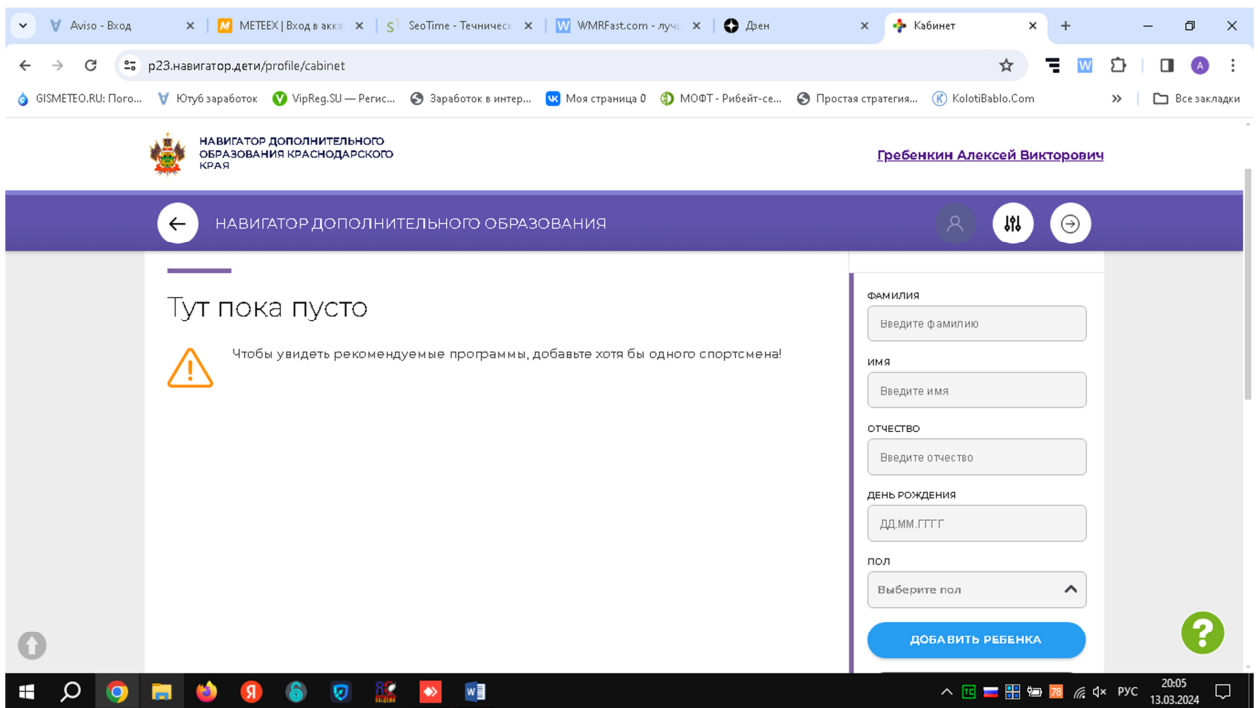 Aviso - Вход
METEEX | Вход в акка
SeoTime - Течническ
WMRFast.com - лучш
Дзен
Кабинет
p23.навигатор.дети/profile/cabinet
A
GISMETEO.RU: Пого...
Ютуб заработок
VipReg.SU — Регис...
Заработок в интер...
Моя страница 0
МОФТ - Рибейт-се...
Простая стратегия...
KolotiBablo.Com
Все закладки
НАВИГАТОР ДОПОЛНИТЕЛЬНОГО
ОБРАЗОВАНИЯ КРАСНОДАРСКОГО
КРАЯ
Гребенкин Алексей Викторович
НАВИГАТОР ДОПОЛНИТЕЛЬНОГО ОБРАЗОВАНИЯ
Тут пока пусто
Чтобы увидеть рекомендуемые программы, добавьте хотя бы одного спортсмена!
ФАМИЛИЯ
Введите фамилию
ИМЯ
Введите имя
ОТЧЕСТВО
Введите отчество
ДЕНЬ РОЖДЕНИЯ
ДД.ММ.ГГГГ
ПОЛ
Выберите пол
ДОБАВИТЬ РЕБЕНКА
?
78
РУС
20:05
13.03.2024